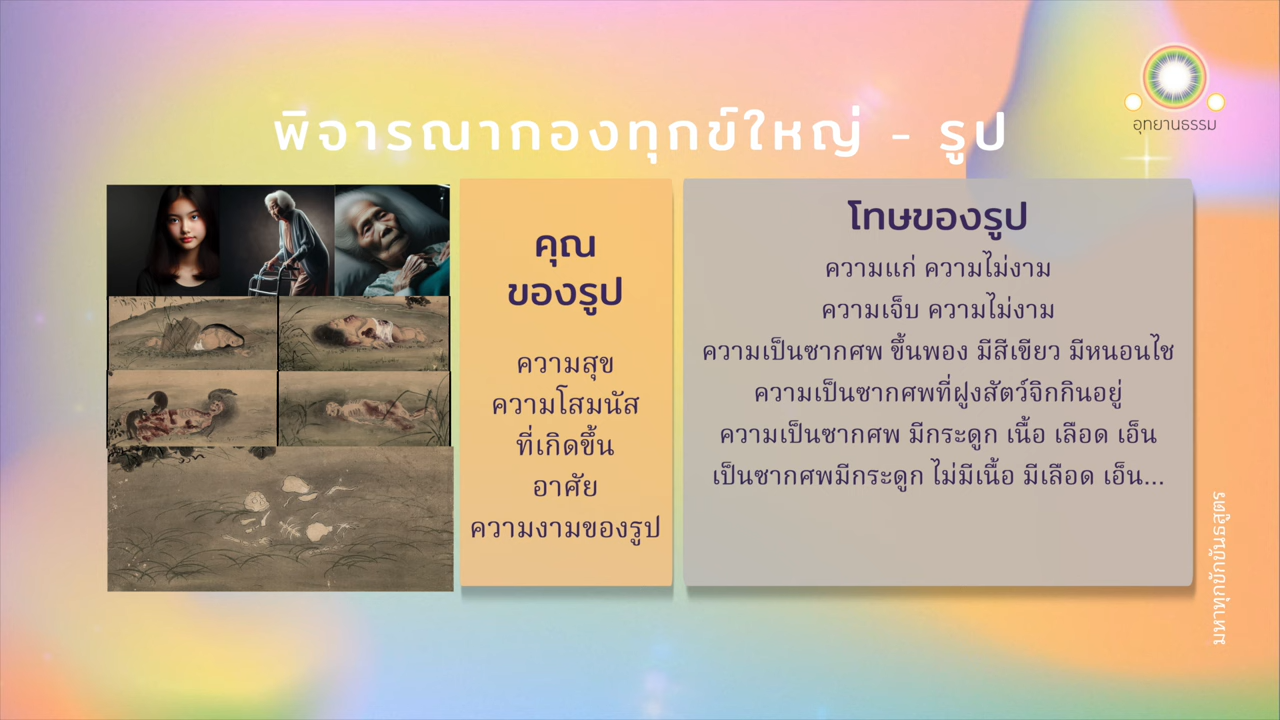 พิจารณากองทุกข์ใหญ่ - รูป
อุทยานธรรม
คุณ
ของรูป
ความสุข
ความโสมนัส
ที่เกิดขึ้น
อาศัย
ความงามของรูป
โทษของรูป
ความแก่ ความไม่งาม
ความเจ็บ ความไม่งาม
ความเป็นซากศพ ขึ้นพอง มีสีเขียว มีหนอนไช
ความเป็นซากศพที่ฝูงสัตว์จิกกินอยู่
ความเป็นซากศพ มีกระดูก เนื้อ เลือด เอ็น
เป็นซากศพมีกระดูก ไม่มีเนื้อ มีเลือด เอ็น...
มหาทุกขักขันธสูตร